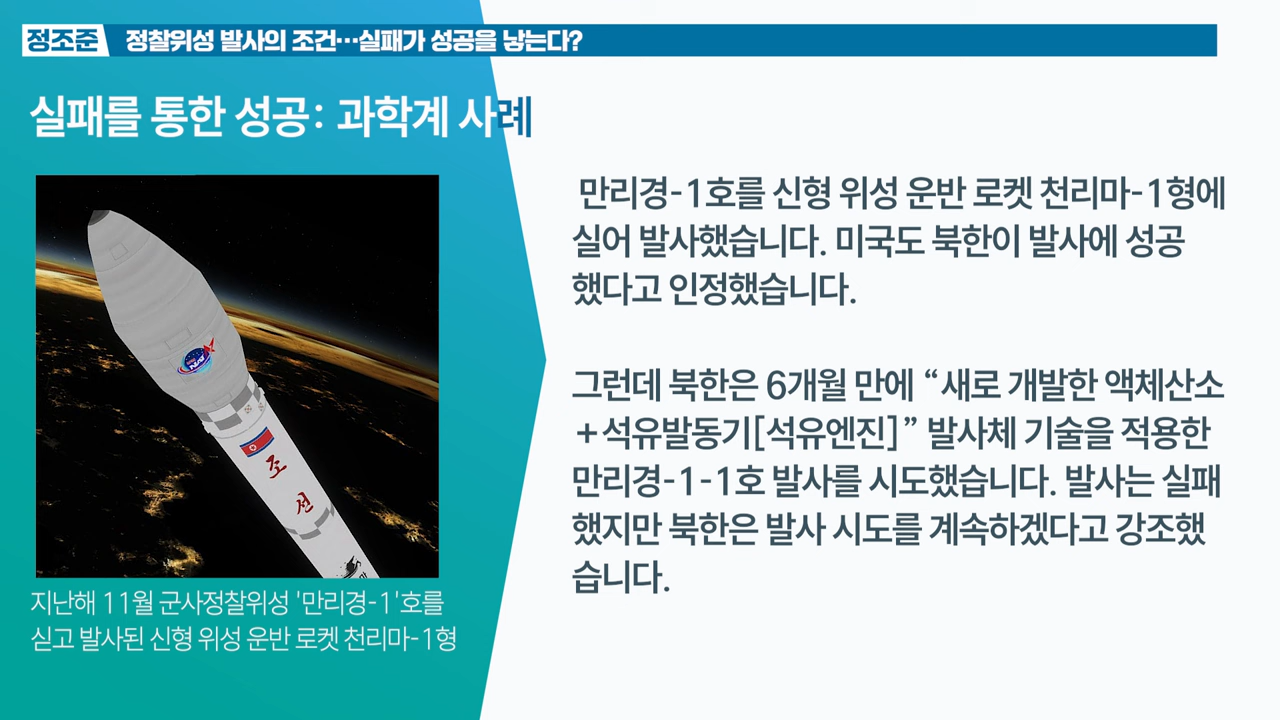 정조준
정찰위성 발사의 조건…실패가 성공을 낳는다?
실패를 통한 성공: 과학계 사례
만리경-1호를 신형 위성 운반 로켓 천리마-1형에
실어 발사했습니다. 미국도 북한이 발사에 성공
했다고 인정했습니다.
그런데 북한은 6개월 만에 “새로 개발한 액체산소
+석유발동기[석유엔진]” 발사체 기술을 적용한
만리경-1-1호 발사를 시도했습니다. 발사는 실패
했지만 북한은 발사 시도를 계속하겠다고 강조했
습니다.
조
선
지난해 11월 군사정찰위성 '만리경-1'호를
싣고 발사된 신형 위성 운반 로켓 천리마-1형